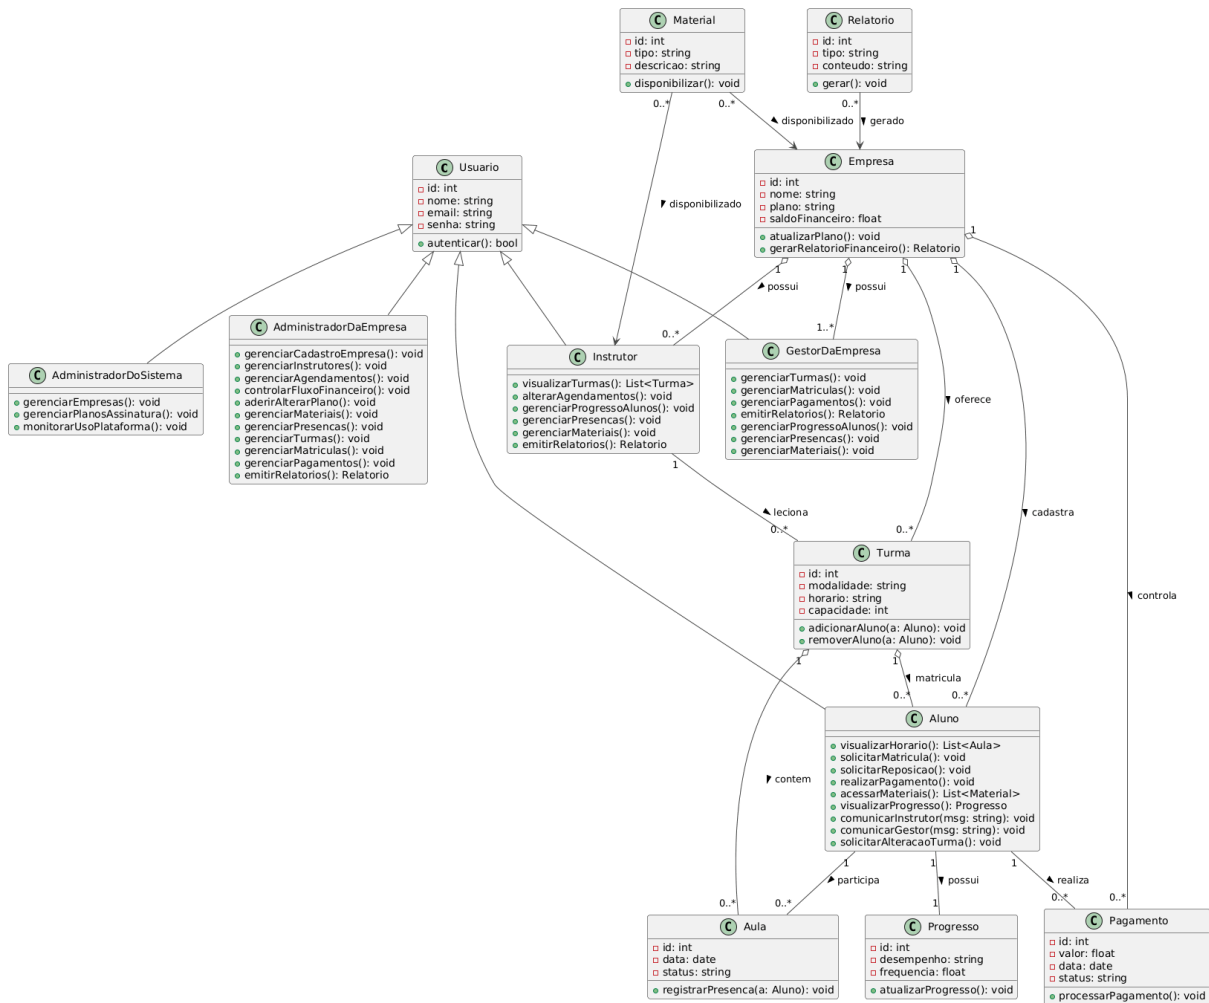 Material
id: int
tipo: string
descricao: string
disponibilizar(): void
Relatorio
id: int
tipo: string
conteudo: string
gerar(): void
0..*
0..*
0..*
disponibilizado
gerado
Usuario
id: int
nome: string
email: string
senha: string
autenticar(): bool
disponibilizado
Empresa
id: int
nome: string
plano: string
saldoFinanceiro: float
atualizarPlano(): void
gerarRelatorioFinanceiro(): Relatorio
1
1
1
1
1
possui
possui
0..*
1..*
AdministradorDoSistema
gerenciarEmpresas(): void
gerenciarPlanosAssinatura(): void
monitorarUsoPlataforma(): void
AdministradorDaEmpresa
gerenciarCadastroEmpresa(): void
gerenciarInstrutores(): void
gerenciarAgendamentos(): void
controlarFluxoFinanceiro(): void
aderirAlterarPlano(): void
gerenciarMateriais(): void
gerenciarPresencas(): void
gerenciarTurmas(): void
gerenciarMatriculas(): void
gerenciarPagamentos(): void
emitirRelatorios(): Relatorio
Instrutor
visualizarTurmas(): List<Turma>
alterarAgendamentos(): void
gerenciarProgressoAlunos(): void
gerenciarPresencas(): void
gerenciarMateriais(): void
emitirRelatorios(): Relatorio
GestorDaEmpresa
gerenciarTurmas(): void
gerenciarMatriculas(): void
gerenciarPagamentos(): void
emitirRelatorios(): Relatorio
gerenciarProgressoAlunos(): void
gerenciarPresencas(): void
gerenciarMateriais(): void
oferece
1
leciona
0..*
0..*
cadastra
Turma
id: int
modalidade: string
horario: string
capacidade: int
adicionarAluno(a: Aluno): void
removerAluno(a: Aluno): void
controla
1
1
matricula
0..*
0..*
Aluno
visualizarHorario(): List<Aula>
solicitarMatricula(): void
solicitarReposicao(): void
realizarPagamento(): void
acessarMateriais(): List<Material>
visualizarProgresso(): Progresso
comunicarInstrutor(msg: string): void
comunicarGestor(msg: string): void
solicitarAlteracaoTurma(): void
contem
1
1
1
participa
possui
realiza
0..*
0..*
1
0..*
0..*
Aula
id: int
data: date
status: string
registrarPresenca(a: Aluno): void
Progresso
id: int
desempenho: string
frequencia: float
atualizarProgresso(): void
Pagamento
id: int
valor: float
data: date
status: string
processarPagamento(): void